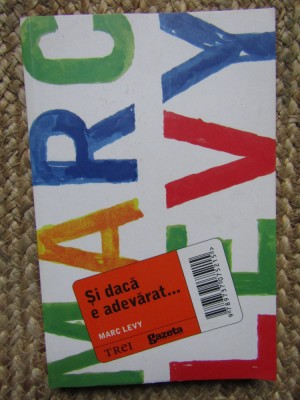 MARC
LEVY
Și dacă
e adevărat...
MARC LEVY
TREI
gazeta